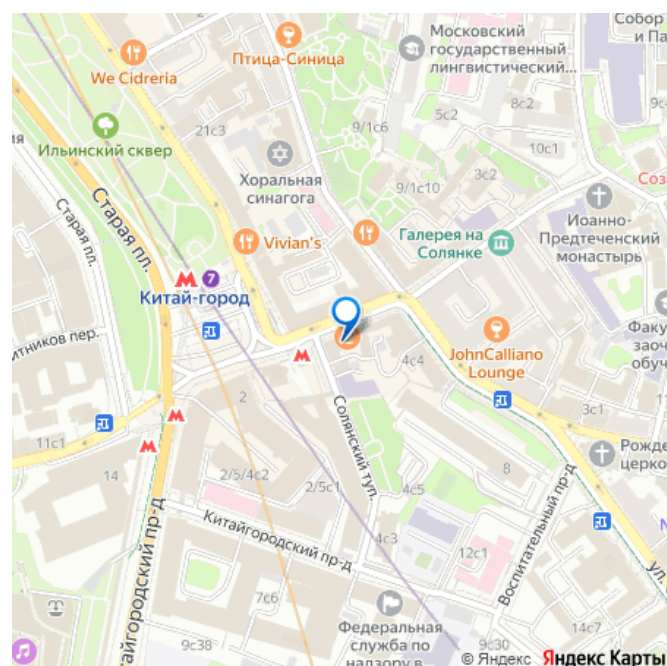 We Cidreria
Птица-Синица
Московский
государственный
лингвистический...
Собор
и Па
21с3
9/1с6
5с2
8с2
9с4
10с1
Ильинский сквер
ия
Хоральная
синагога
9/1с10
3с2
Соз
Старая пл.
Старая пл.
Vivian's
Галерея на
Солянке
Иоанно-
Предтеченский
монастырь
М 7
Китай-город
итников пер.
М
4с4
JohnCalliano
Lounge
Факу
заоч
обуч
2
3с1
11с1
М
М
Солянский туп.
14
2/5/4с2
2/5с1
8
Рожде
церко
Китайгородский пр-д
4с3
12с1
Воспитательный пр-д
ул.
N
тайгородский пр-д
7с6
Федеральная
служба по
надзору в
9с38
9с30
14с7
© Яндекс Яндекс Карты